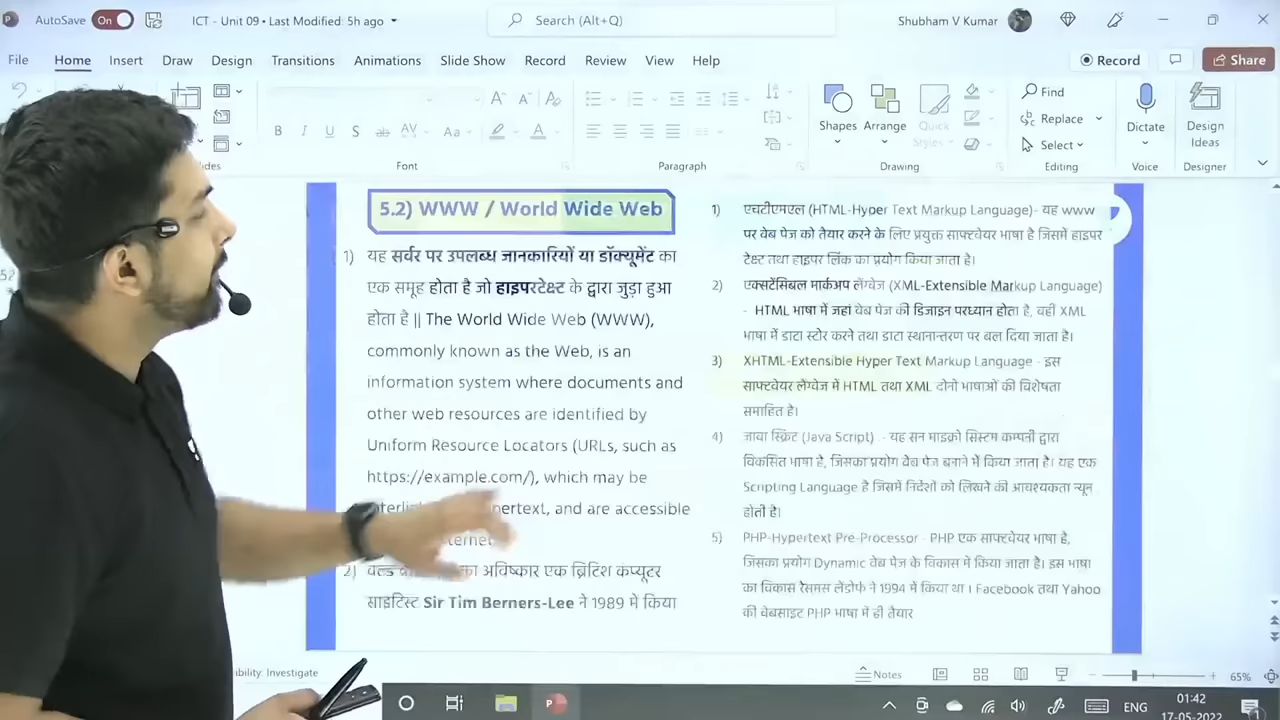 AutoSave On ICT - Unit 09 • Last Modified: 5h ago Search (Alt+Q) Shubham V Kumar
File Home Insert Draw Design Transitions Animations Slide Show Record Review View Help Record Share
Font Paragraph Shapes Arrange Quick Styles Drawing Find Replace Select Editing Dictate Voice Design Ideas Designer
5.2) WWW / World Wide Web
1) यह सर्वर पर उपलब्ध जानकारियों या डॉक्यूमेंट का
एक समूह होता है जो हाइपरटेक्ष्ट के द्वारा जुड़ा हुआ
होता है || The World Wide Web (WWW),
commonly known as the Web, is an
information system where documents and
other web resources are identified by
Uniform Resource Locators (URLs, such as
https://example.com/), which may be
pertext, and are accessible
2)
का अविष्कार एक ब्रिटिश कंप्यूटर
साइटिस्ट Sir Tim Berners-Lee ने 1989 में किया
1) एचटीएमएल (HTML-Hyper Text Markup Language)- यह www
पर वेब पेज को तैयार करने के लिए प्रयुक्त साफ्टवेयर भाषा है जिसमें हाइपर
टेक्ष्ट तथा हाइपर लिंक का प्रयोग किया जाता है।
2) एक्सटेंसिबल मार्कअप लेंग्वेज (XML-Extensible Markup Language)
- HTML भाषा में जहां वेब पेज की डिजाइन परध्यान होता है, वहीं XML
भाषा में डाटा स्टोर करने तथा डाटा स्थानान्तरण पर बल दिया जाता है।
3) XHTML-Extensible Hyper Text Markup Language - इस
साफ्टवेयर लैंग्वेज में HTML तथा XML दोनो भाषाओं की विशेषता
समाहित है।
4) जावा स्क्रिट (Java Script) - यह सन माइक्रो सिस्टम कम्पनी द्वारा
विकसित भाषा है, जिसका प्रयोग वेब पेज बनाने में किया जाता है। यह एक
Scripting Language है जिसमें निर्देशों को लिखने की आवश्यकता न्यून
होती है।
5) PHP-Hypertext Pre-Processor - PHP एक साफ्टवेयर भाषा है,
जिसका प्रयोग Dynamic वेब पेज के विकास में किया जाता है। इस भाषा
का विकास रैसमस लेंडोर्फ ने 1994 में किया था । Facebook तथा Yahoo
की वेबसाइट PHP भाषा में ही तैयार
Investigate Notes 65%
ENG 01:42
17-05-2022